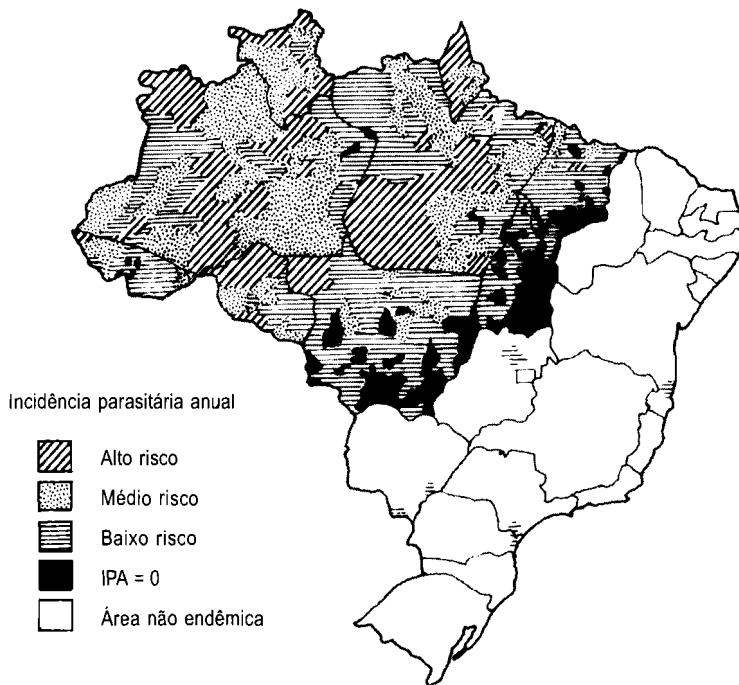 Incidência parasitária anual
Alto risco
Médio risco
Baixo risco
IPA = 0
Área não endêmica